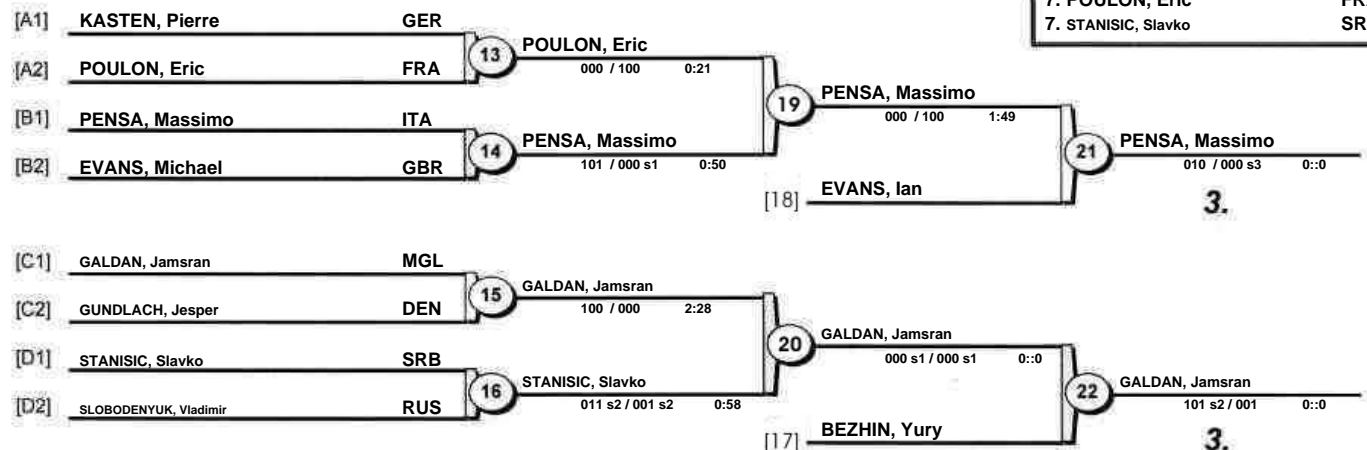 7. POULON, Eric FRA
7. STANISIC, Slavko SR
[A1] KASTEN, Pierre GER
[A2] POULON, Eric FRA
13 POULON, Eric
000 / 100 0:21
[B1] PENSA, Massimo ITA
[B2] EVANS, Michael GBR
14 PENSA, Massimo
101 / 000 s1 0:50
19 PENSA, Massimo
000 / 100 1:49
[18] EVANS, Ian
21 PENSA, Massimo
010 / 000 s3 0::0
3.
[C1] GALDAN, Jamsran MGL
[C2] GUNDLACH, Jesper DEN
15 GALDAN, Jamsran
100 / 000 2:28
[D1] STANISIC, Slavko SRB
[D2] SLOBODENYUK, Vladimir RUS
16 STANISIC, Slavko
011 s2 / 001 s2 0:58
20 GALDAN, Jamsran
000 s1 / 000 s1 0::0
[17] BEZHIN, Yury
22 GALDAN, Jamsran
101 s2 / 001 0::0
3.